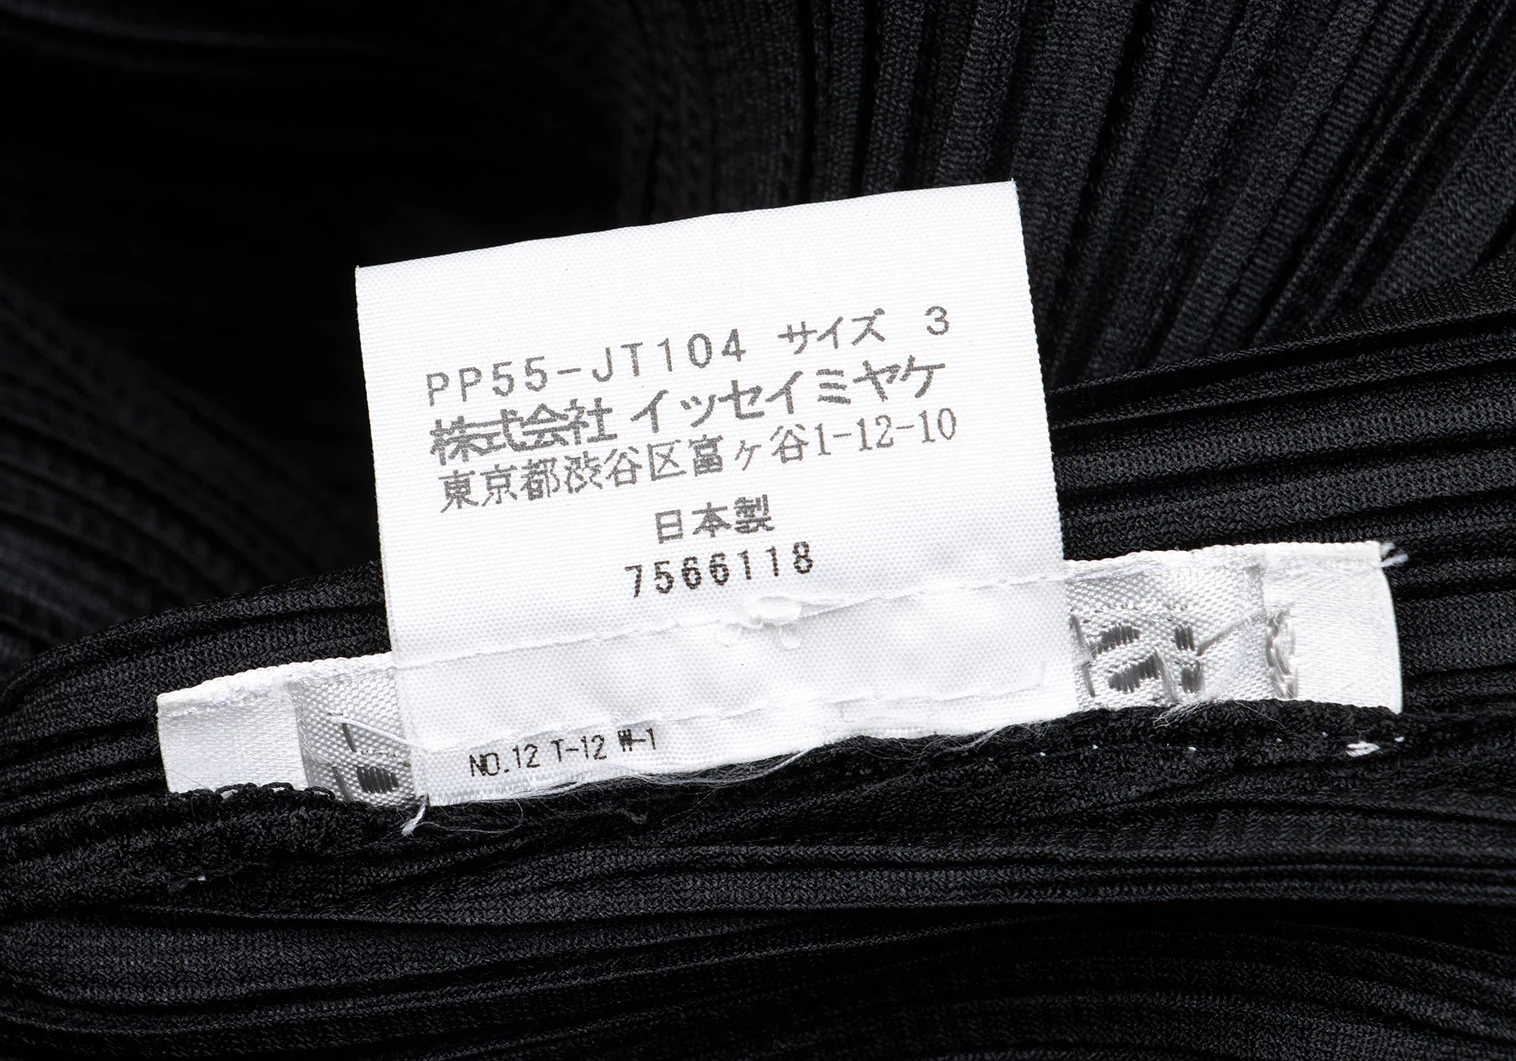 PP55-JT104 サイズ 3
株式会社 イッセイミヤケ
東京都渋谷区富ヶ谷1-12-10
日本製
7566118
NO.12 T-12 W-1